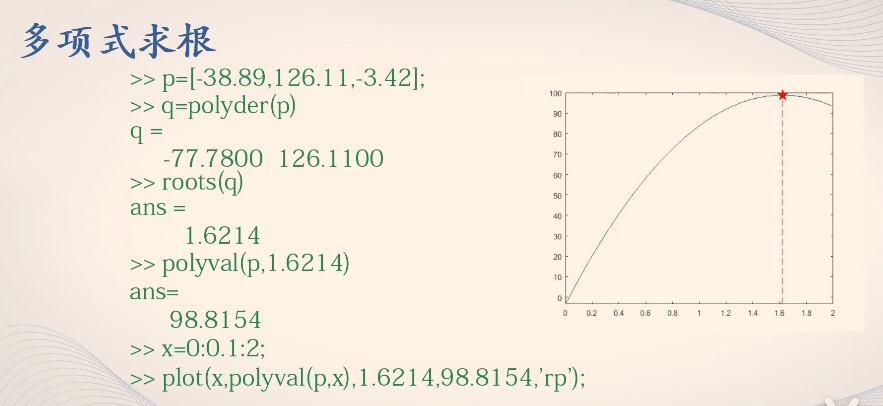 多项式求根
>> p=[-38.89,126.11,-3.42];
>> q=polyder(p)
q =
-77.7800 126.1100
>> roots(q)
ans =
1.6214
>> polyval(p,1.6214)
ans=
98.8154
>> x=0:0.1:2;
>> plot(x,polyval(p,x),1.6214,98.8154,'rp');
100
90
80
70
60
50
40
30
20
10
0
0 0.2 0.4 0.6 0.8 1 1.2 1.4 1.6 1.8 2